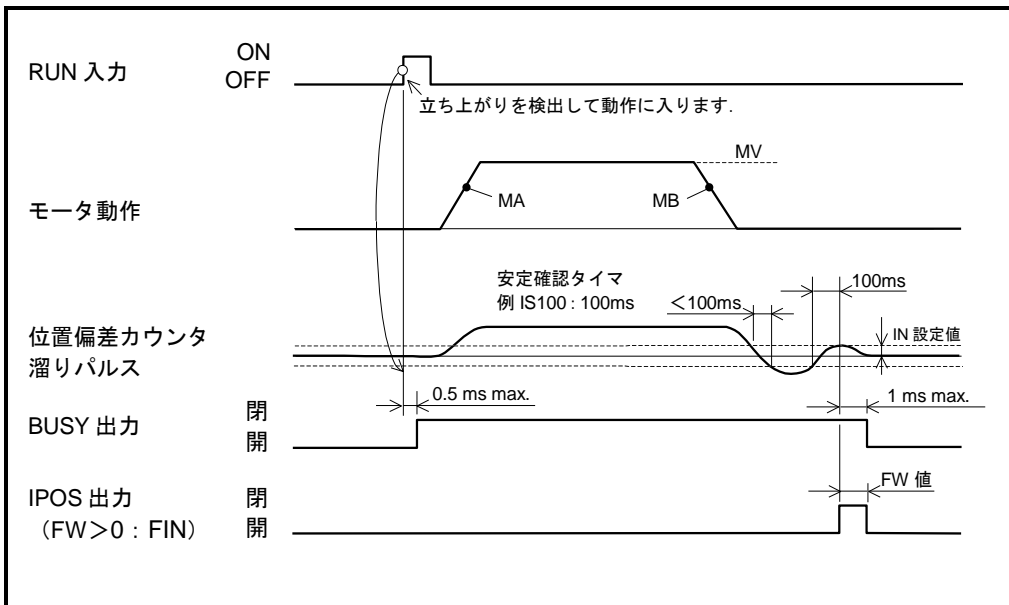 RUN 入力
ON
OFF
立ち上がりを検出して動作に入ります.
モータ動作
MA
MB
MV
安定確認タイマ
例 IS100 : 100ms
<100ms
100ms
IN 設定値
位置偏差カウンタ
溜りパルス
0.5 ms max.
1 ms max.
BUSY 出力
閉
開
FW 値
IPOS 出力
(FW>0 : FIN)
閉
開